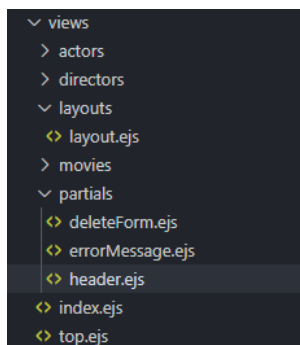 views
actors
directors
layouts
layout.ejs
movies
partials
deleteForm.ejs
errorMessage.ejs
header.ejs
index.ejs
top.ejs